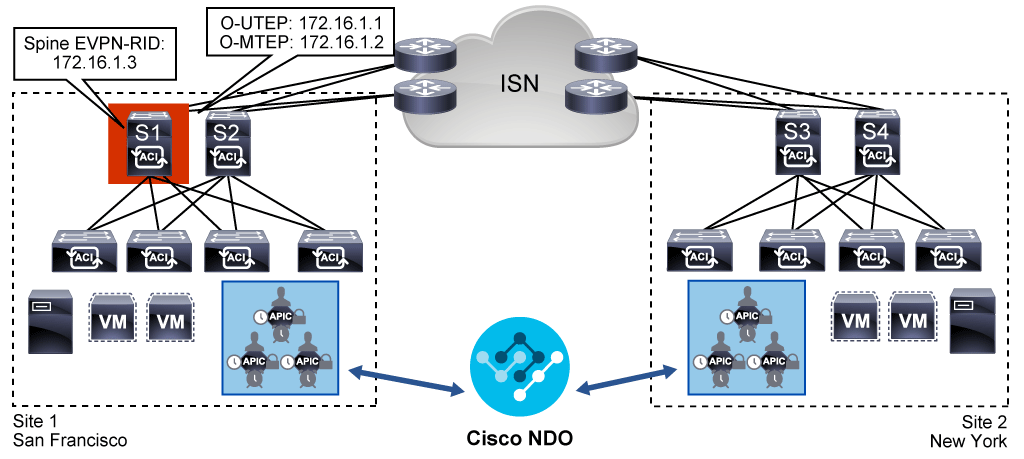 O-UTEP: 172.16.1.1
O-MTEP: 172.16.1.2
Spine EVPN-RID:
172.16.1.3
ISN
S1
S2
S3
S4
ACI
ACI
ACI
ACI
ACI
ACI
ACI
ACI
ACI
ACI
ACI
ACI
VM
VM
APIC
APIC
APIC
APIC
APIC
APIC
VM
VM
Site 1
San Francisco
Cisco NDO
Site 2
New York